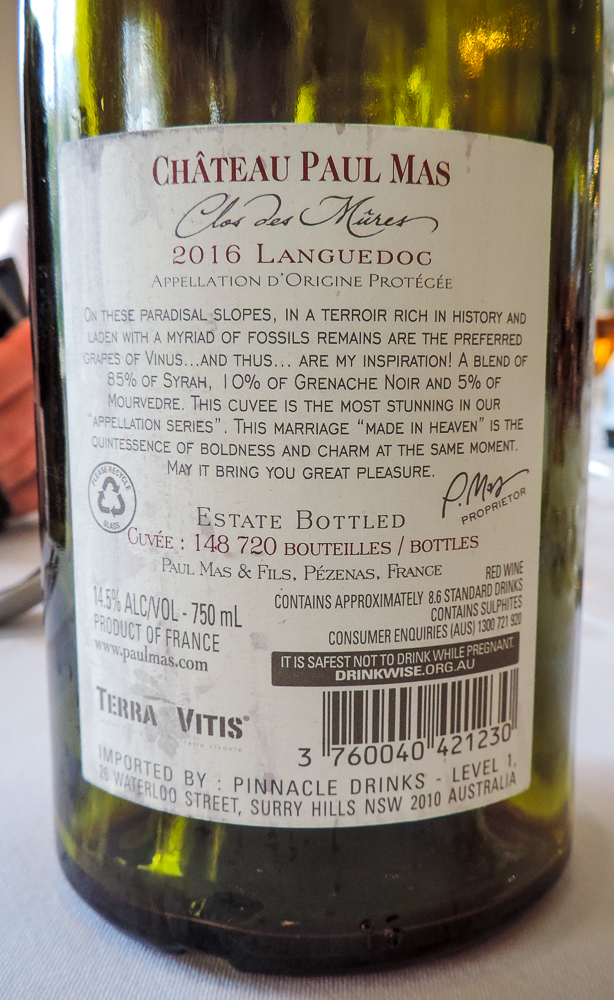 CHÂTEAU PAUL MAS
Clos des Mûres
2016 LANGUEDOC
APPELLATION D'ORIGINE PROTÉGÉE
ON THESE PARADISAL SLOPES, IN A TERROIR RICH IN HISTORY AND
LADEN WITH A MYRIAD OF FOSSILS REMAINS ARE THE PREFERRED
GRAPES OF VINUS...AND THUS... ARE MY INSPIRATION! A BLEND OF
85% OF SYRAH, 10% OF GRENACHE NOIR AND 5% OF
MOURVEDRE. THIS CUVEE IS THE MOST STUNNING IN OUR
"APPELLATION SERIES". THIS MARRIAGE "MADE IN HEAVEN" IS THE
QUINTESSENCE OF BOLDNESS AND CHARM AT THE SAME MOMENT.
MAY IT BRING YOU GREAT PLEASURE.
PLEASE RECYCLE
GLASS
P. Mas
PROPRIETOR
ESTATE BOTTLED
CUVÉE : 148 720 BOUTEILLES / BOTTLES
PAUL MAS & FILS, PÉZENAS, FRANCE
14.5% ALC/VOL - 750 mL
PRODUCT OF FRANCE
www.paulmas.com
RED WINE
CONTAINS APPROXIMATELY 8.6 STANDARD DRINKS
CONTAINS SULPHITES
CONSUMER ENQUIRIES (AUS) 1300 721 920
IT IS SAFEST NOT TO DRINK WHILE PREGNANT.
DRINKWISE.ORG.AU
TERRA VITIS®
3 760040 421230
IMPORTED BY : PINNACLE DRINKS - LEVEL 1,
26 WATERLOO STREET, SURRY HILLS NSW 2010 AUSTRALIA